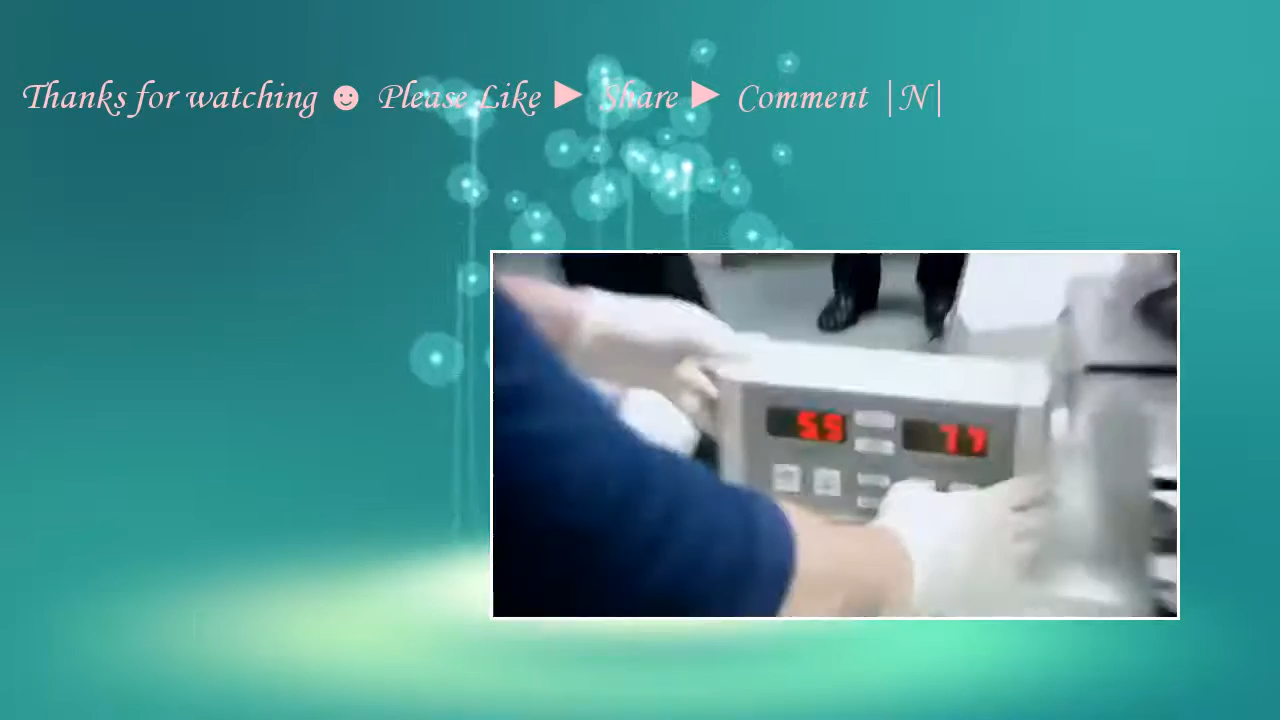 Thanks for watching ☻ Please Like ► Share ► Comment |N|
55 77